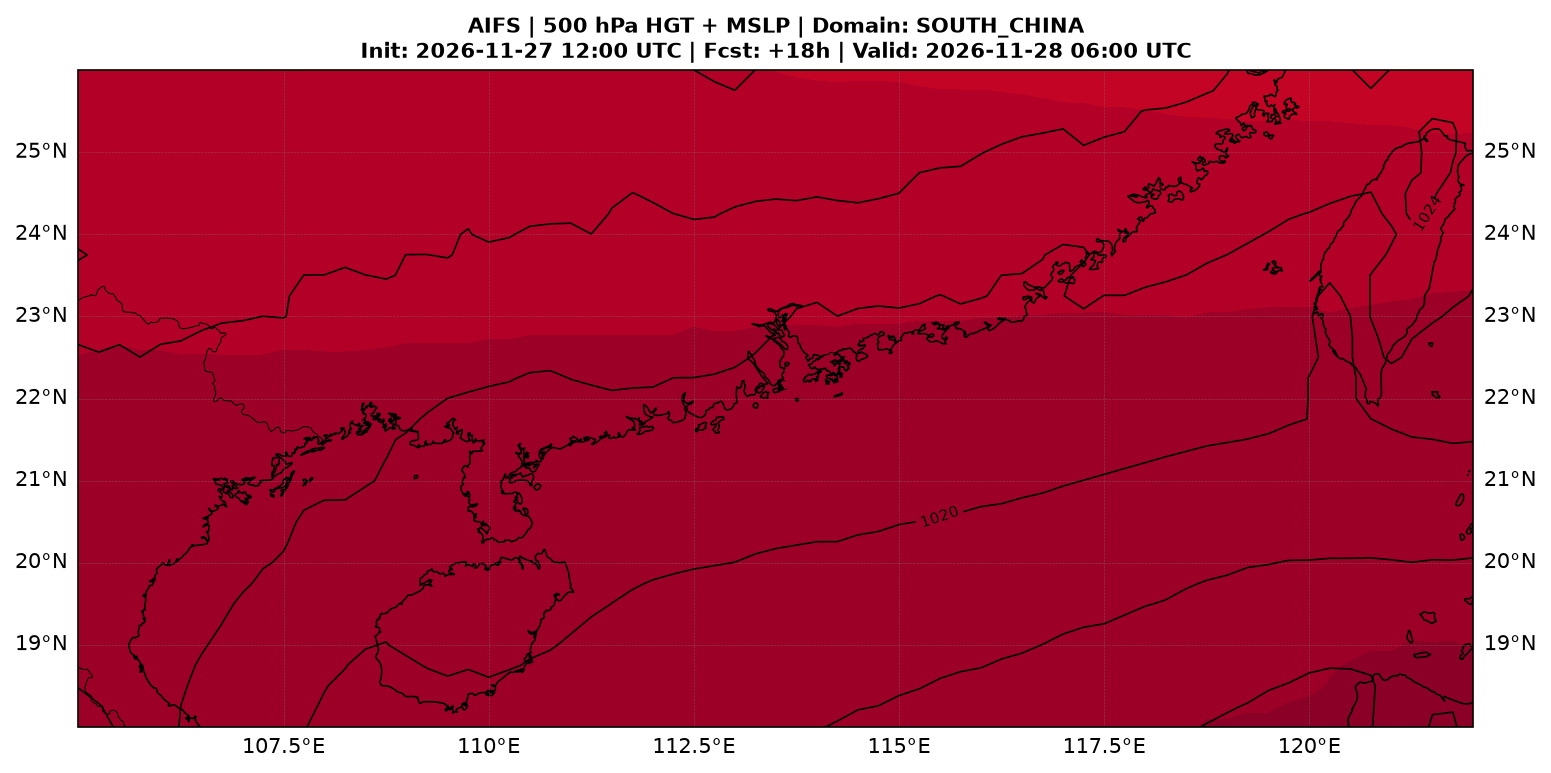 AIFS | 500 hPa HGT + MSLP | Domain: SOUTH_CHINA
Init: 2026-11-27 12:00 UTC | Fcst: +18h | Valid: 2026-11-28 06:00 UTC
25°N 25°N
1024
24°N 24°N
23°N 23°N
22°N 22°N
21°N 21°N
1020
20°N 20°N
19°N 19°N
107.5°E 110°E 112.5°E 115°E 117.5°E 120°E